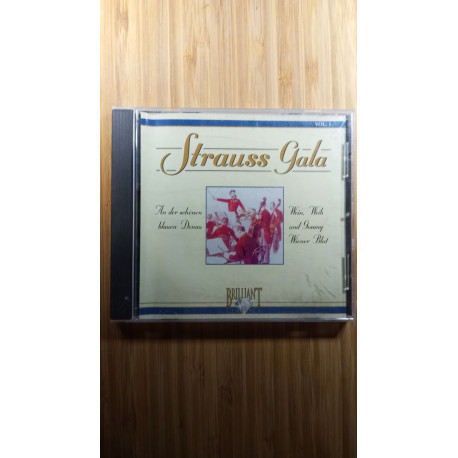 VOL. 1
Strauss Gala
An der schönen
blauen Donau
Wein, Weib
und Gesang
Wiener Blut
BRILLIANT